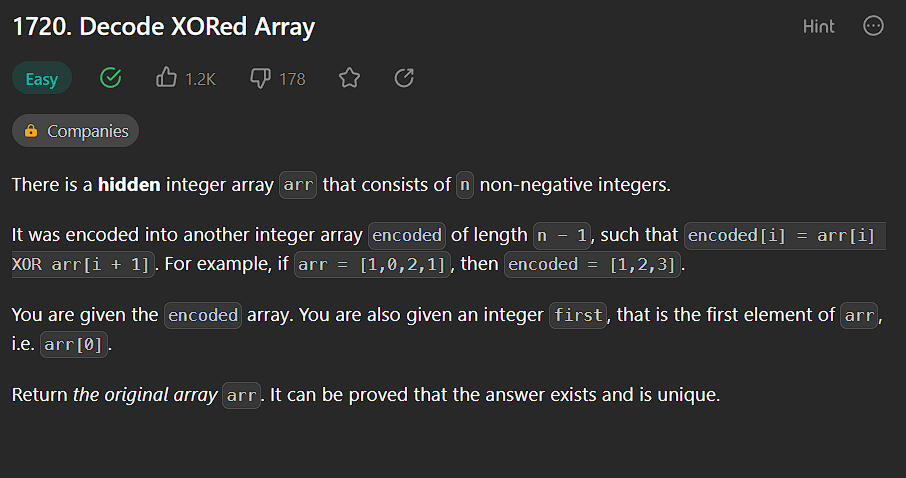 1720. Decode XORed Array
Hint
Easy
1.2K
178
Companies
There is a hidden integer array arr that consists of n non-negative integers.
It was encoded into another integer array encoded of length n - 1, such that encoded[i] = arr[i]
XOR arr[i + 1]. For example, if arr = [1,0,2,1], then encoded = [1,2,3].
You are given the encoded array. You are also given an integer first, that is the first element of arr,
i.e. arr[0].
Return the original array arr. It can be proved that the answer exists and is unique.